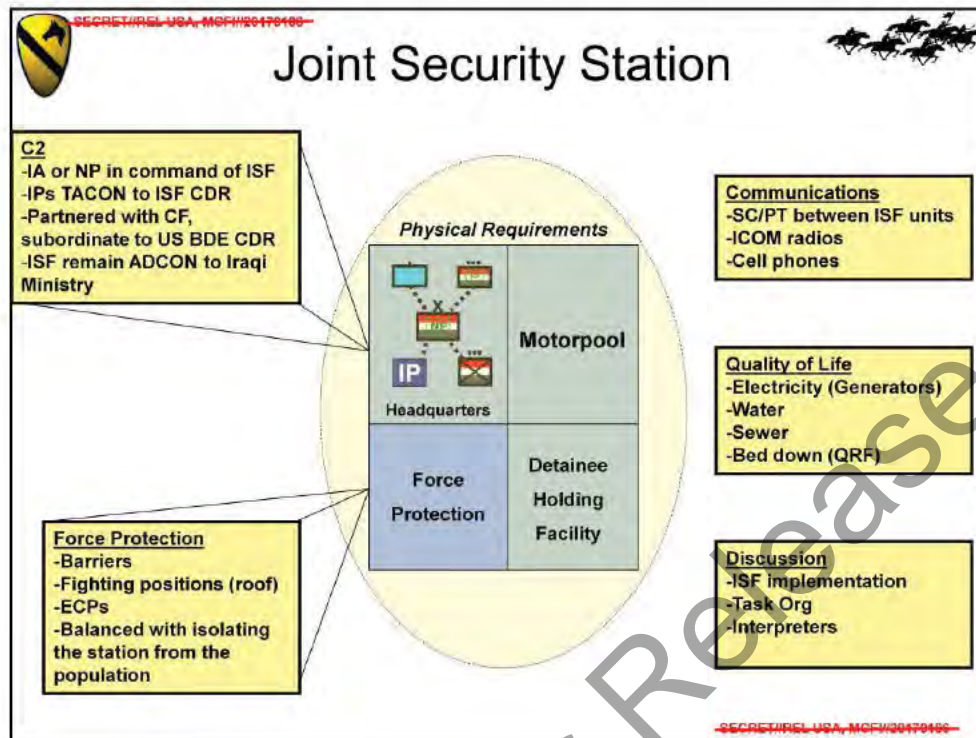 SECRET//REL USA, MCFI//20170106
Joint Security Station
C2
-IA or NP in command of ISF
-IPs TACON to ISF CDR
-Partnered with CF,
subordinate to US BDE CDR
-ISF remain ADCON to Iraqi
Ministry
Physical Requirements
X
NP
IP
Headquarters
Motorpool
Force
Protection
Detainee
Holding
Facility
Force Protection
-Barriers
-Fighting positions (roof)
-ECPs
-Balanced with isolating
the station from the
population
Communications
-SC/PT between ISF units
-ICOM radios
-Cell phones
Quality of Life
-Electricity (Generators)
-Water
-Sewer
-Bed down (QRF)
Discussion
-ISF implementation
-Task Org
-Interpreters
Release
SECRET//REL USA, MCFI//20170106